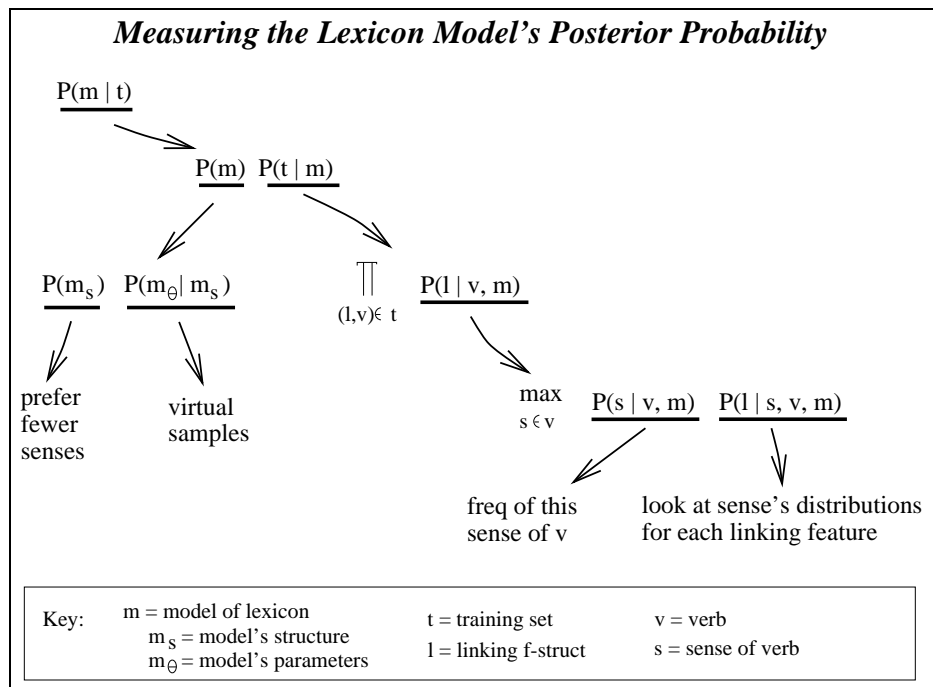 Measuring the Lexicon Model's Posterior Probability
P(m | t)
P(m) P(t | m)
P(m_s) P(m_θ | m_s) ∏ P(l | v, m)
(l,v)∈ t
prefer
fewer
senses
virtual
samples
max P(s | v, m) P(l | s, v, m)
s ∈ v
freq of this
sense of v
look at sense's distributions
for each linking feature
Key:
m = model of lexicon
m_s = model's structure
m_θ = model's parameters
t = training set
l = linking f-struct
v = verb
s = sense of verb